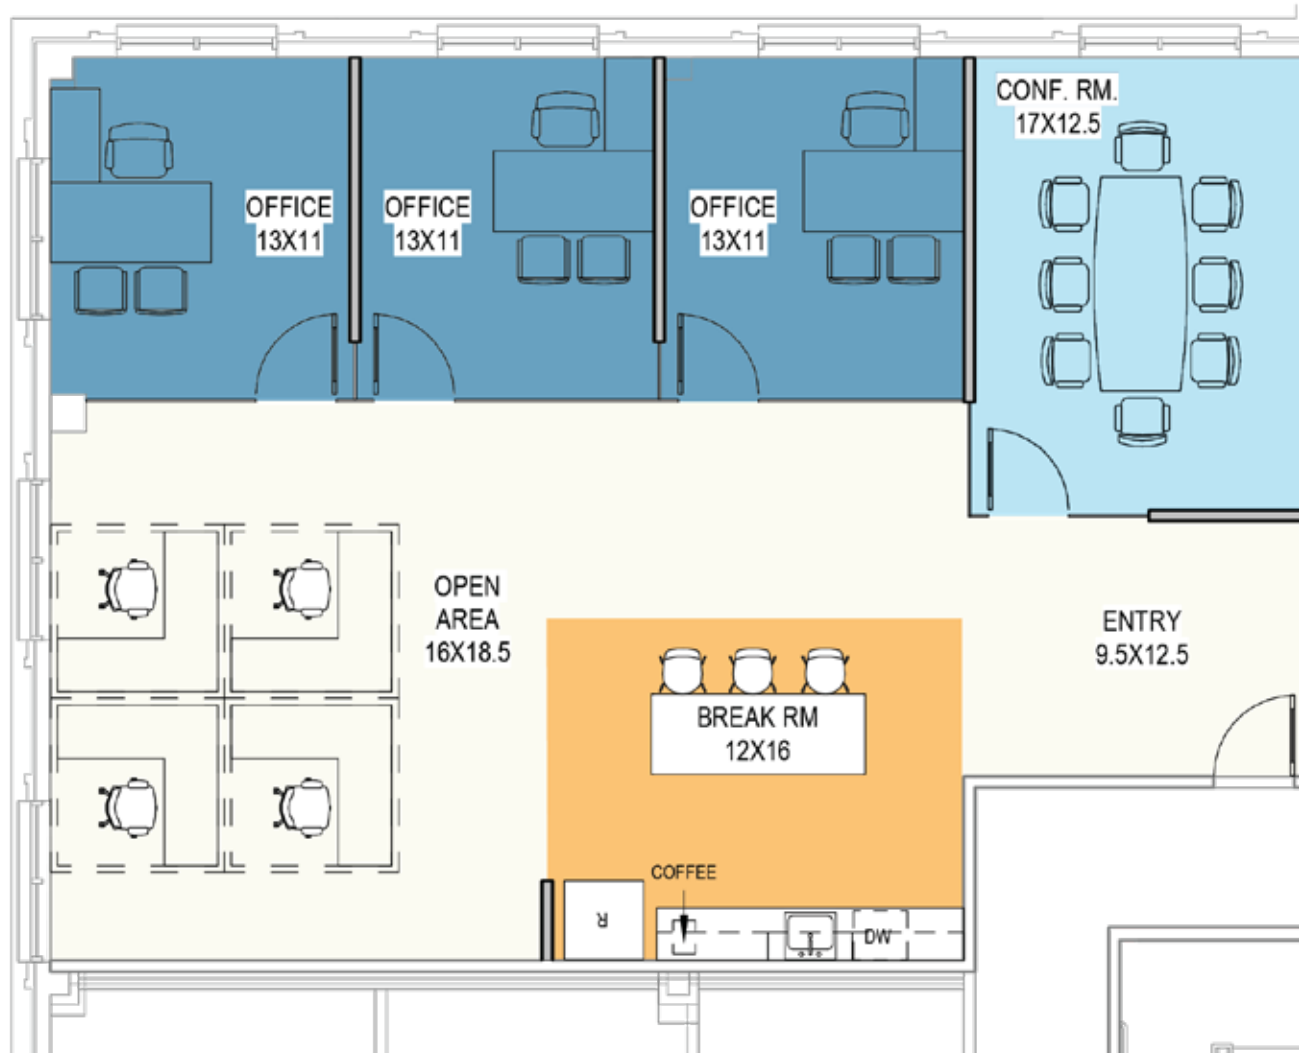 CONF. RM.
17X12.5
OFFICE
13X11
OFFICE
13X11
OFFICE
13X11
OPEN
AREA
16X18.5
ENTRY
9.5X12.5
BREAK RM
12X16
COFFEE
R
DW